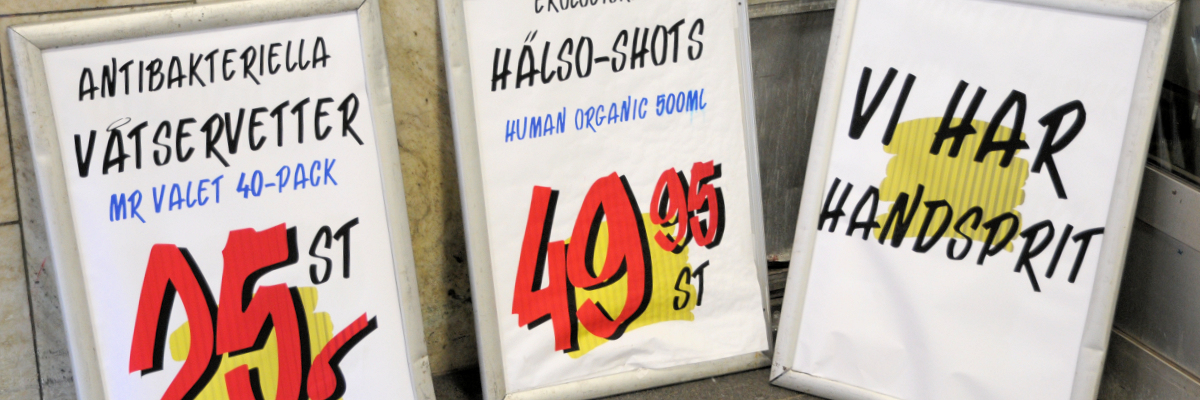 ANTIBAKTERIELLA
VÅTSERVETTER
MR VALET 40-PACK
25:- ST
HÄLSO-SHOTS
HUMAN ORGANIC 500ML
49 95
ST
VI HAR
HANDSPRIT